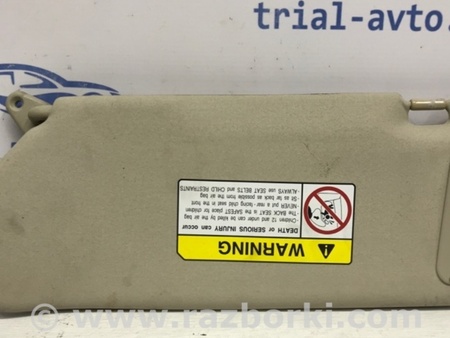 trial-avto.
WARNING
DEATH or SERIOUS INJURY can occur
-Children 12 and under can be killed by the air bag
-The BACK SEAT is the SAFEST place for children
-NEVER put a rear-facing child seat in the front
-Sit as far as back as possible from the air bag
-ALWAYS use SEAT BELTS and CHILD RESTRAINTS
www.razborki.com